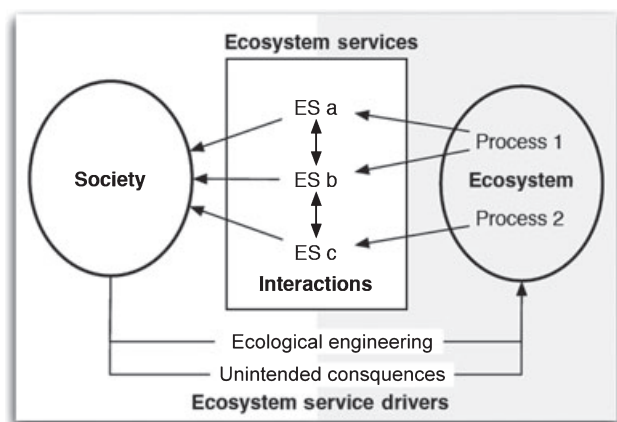 Ecosystem services
ES a
Process 1
Society
ES b
Ecosystem
Process 2
ES c
Interactions
Ecological engineering
Unintended consquences
Ecosystem service drivers